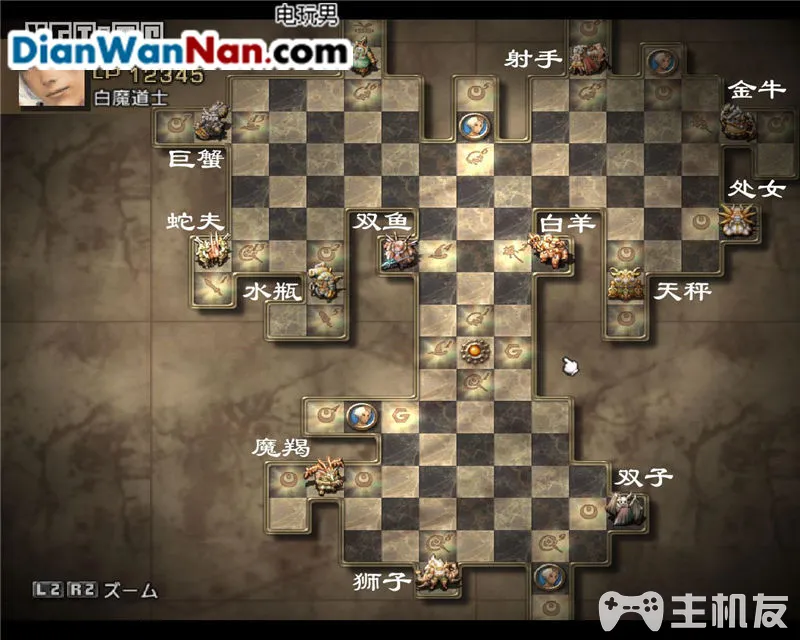 电玩男
DianWanNan.com
LP 12345
白魔道士
射手
金牛
巨蟹
处女
蛇夫
双鱼
白羊
水瓶
天秤
魔羯
双子
狮子
L2 R2 ズーム
主机友